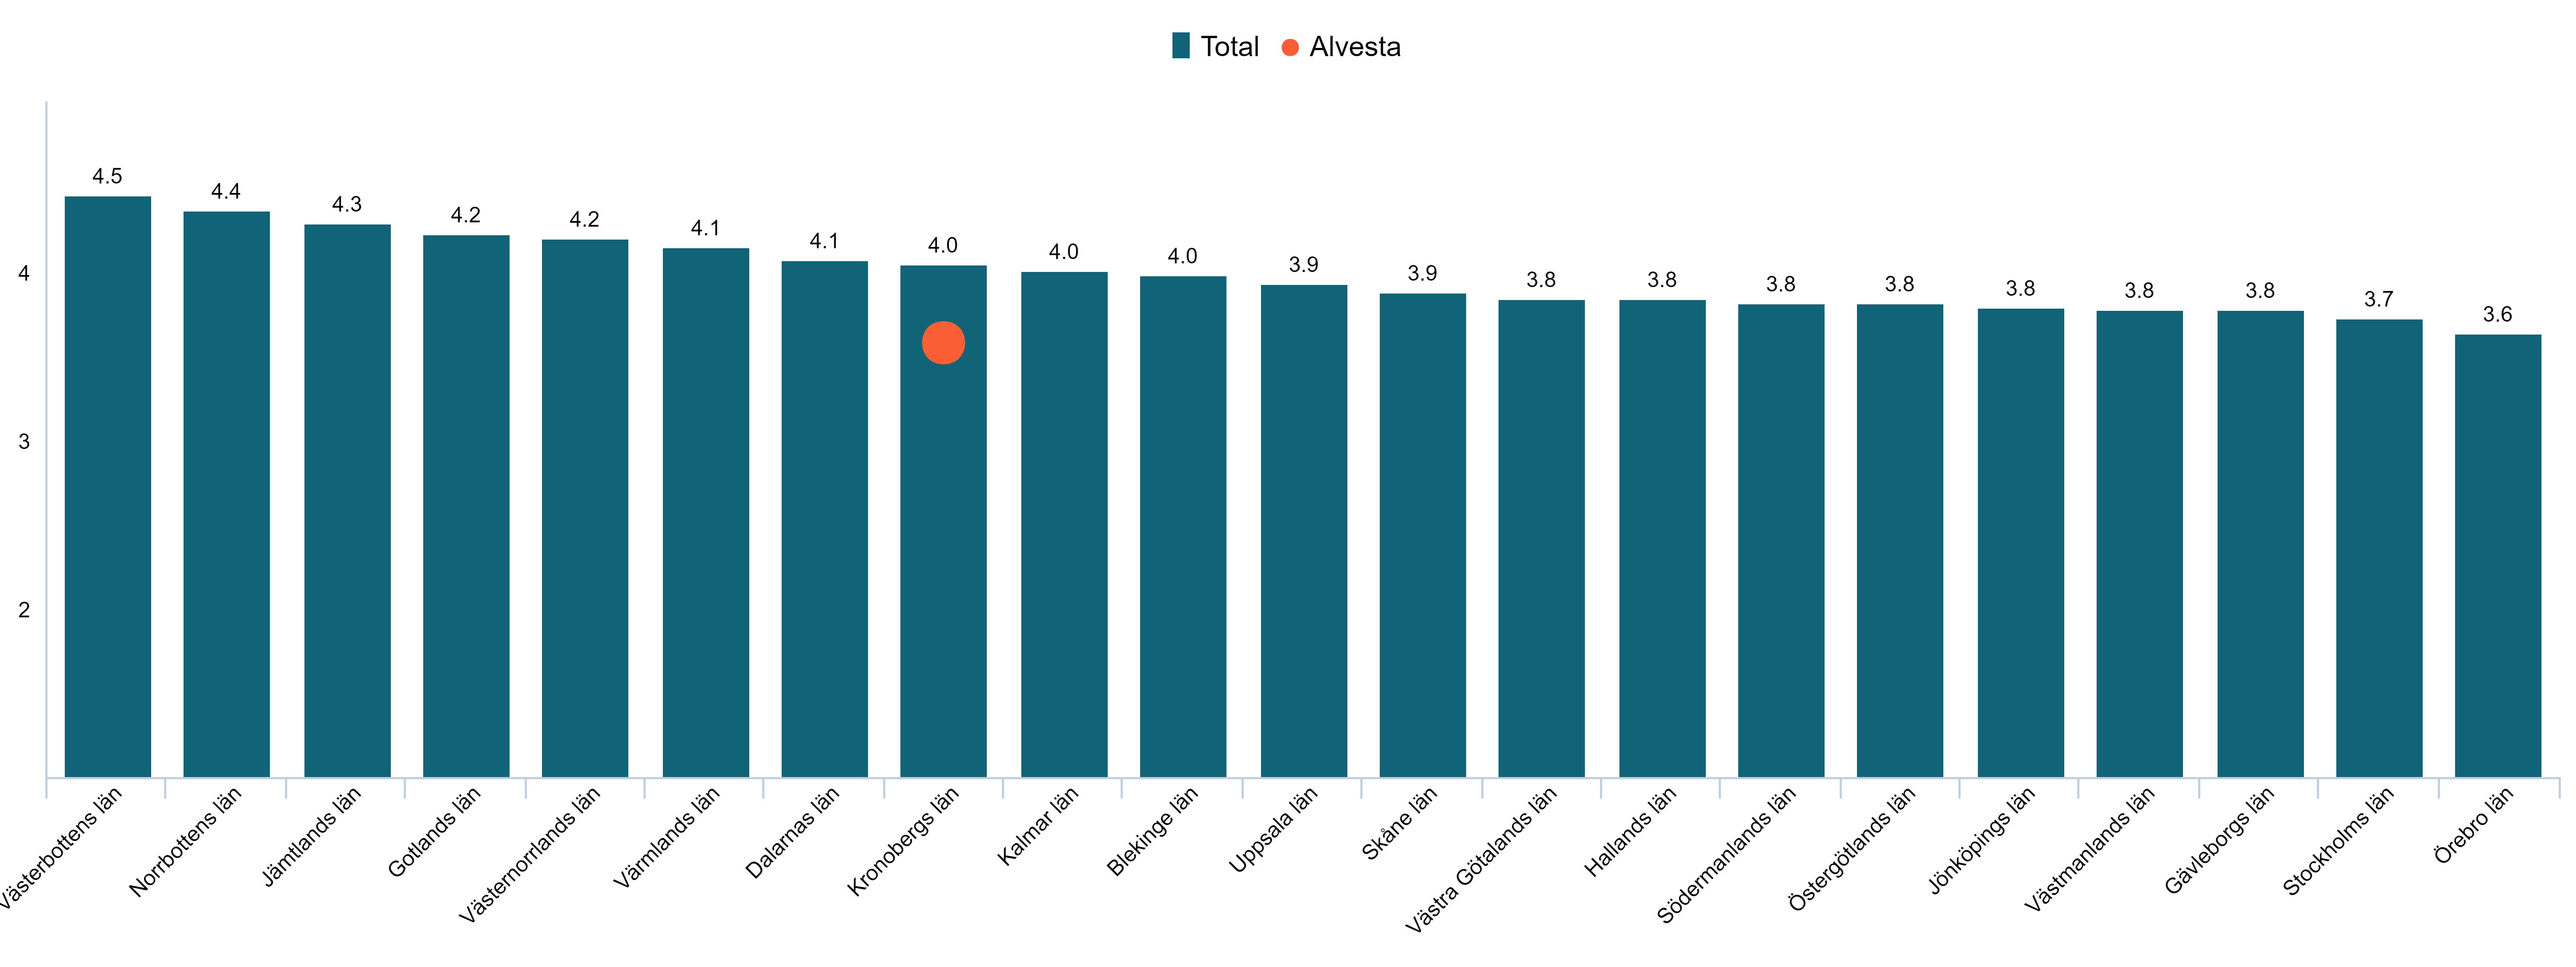 Total Alvesta
4.5 4.4 4.3 4.2 4.2 4.1 4.1 4.0 4.0 4.0 3.9 3.9 3.8 3.8 3.8 3.8 3.8 3.8 3.8 3.7 3.6
4
3
2
Västerbottens län
Norrbottens län
Jämtlands län
Gotlands län
Västernorrlands län
Värmlands län
Dalarnas län
Kronobergs län
Kalmar län
Blekinge län
Uppsala län
Skåne län
Västra Götalands län
Hallands län
Södermanlands län
Östergötlands län
Jönköpings län
Västmanlands län
Gävleborgs län
Stockholms län
Örebro län